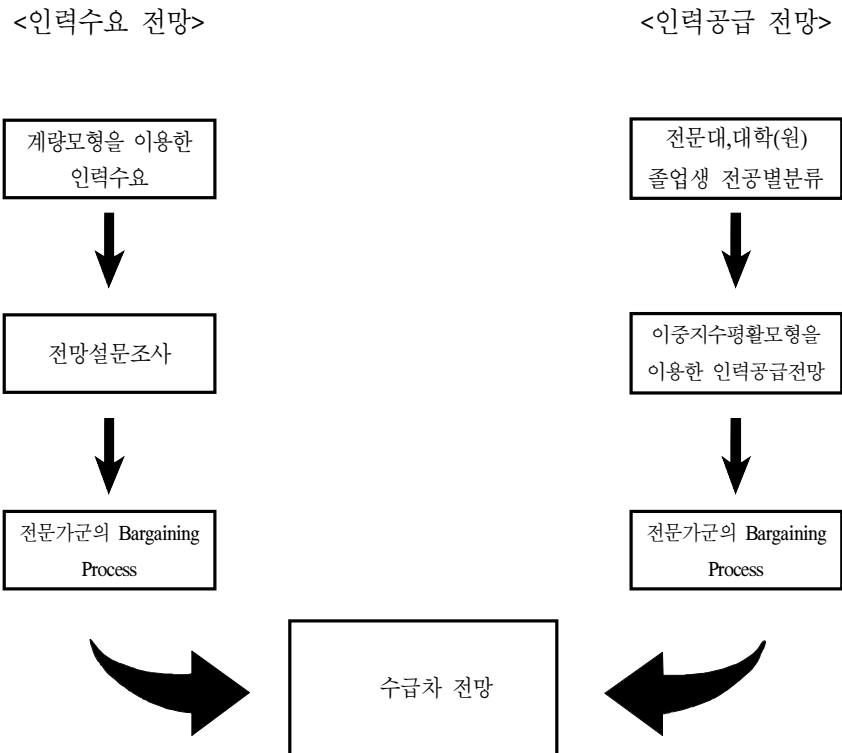 <인력수요 전망>
<인력공급 전망>
계량모형을 이용한
인력수요
전문대,대학(원)
졸업생 전공별분류
전망설문조사
이중지수평활모형을
이용한 인력공급전망
전문가군의 Bargaining
Process
전문가군의 Bargaining
Process
수급차 전망